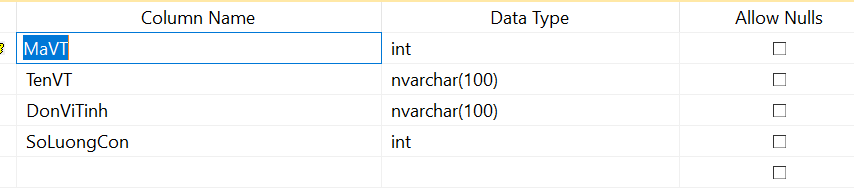 Column Name Data Type Allow Nulls
MaVT int
TenVT nvarchar(100)
DonViTinh nvarchar(100)
SoLuongCon int